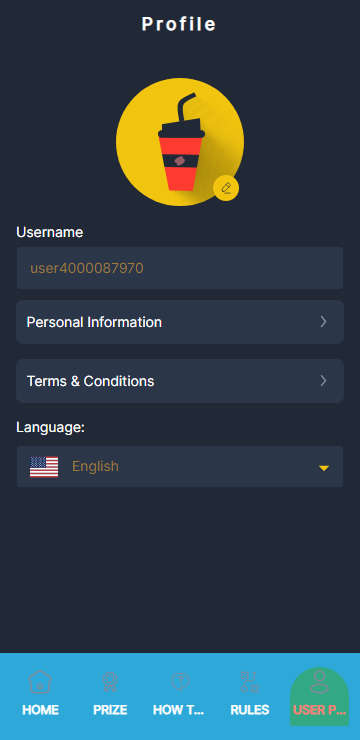 Profile
Username
user4000087970
Personal Information
Terms & Conditions
Language:
English
HOME PRIZE HOW T... RULES USER P...